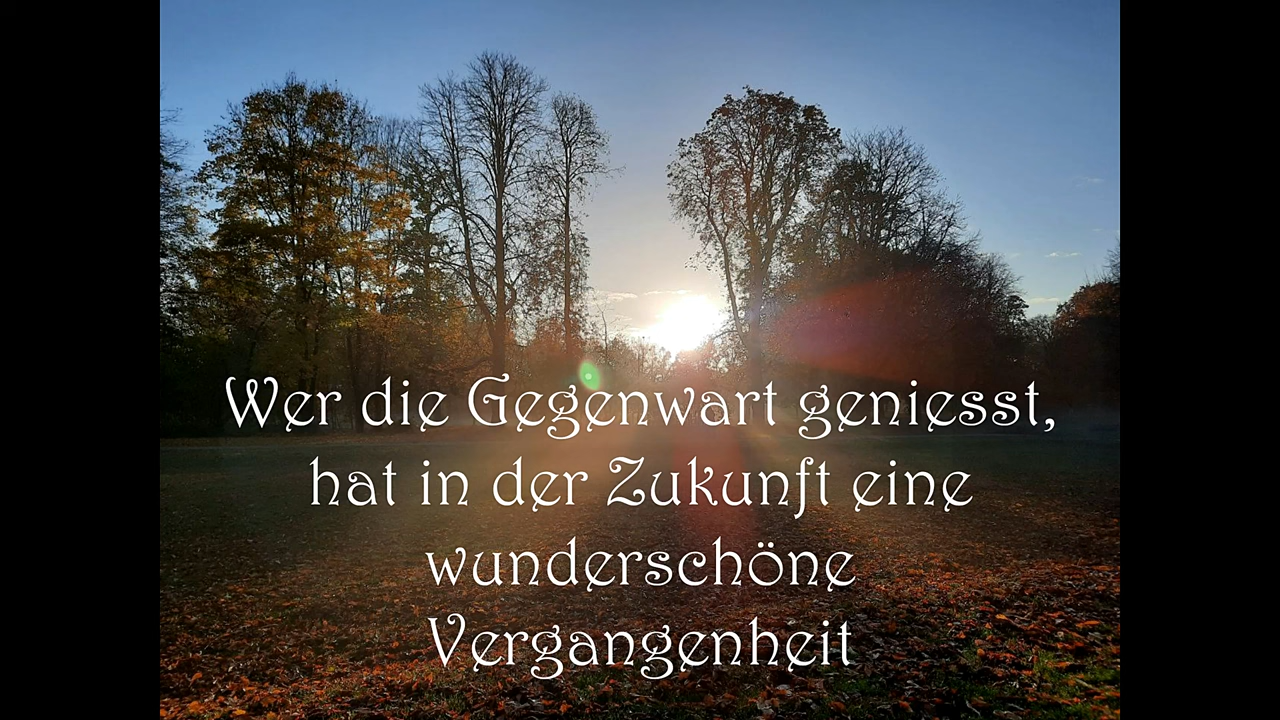 Wer die Gegenwart geniesst,
hat in der Zukunft eine
wunderschöne
Vergangenheit